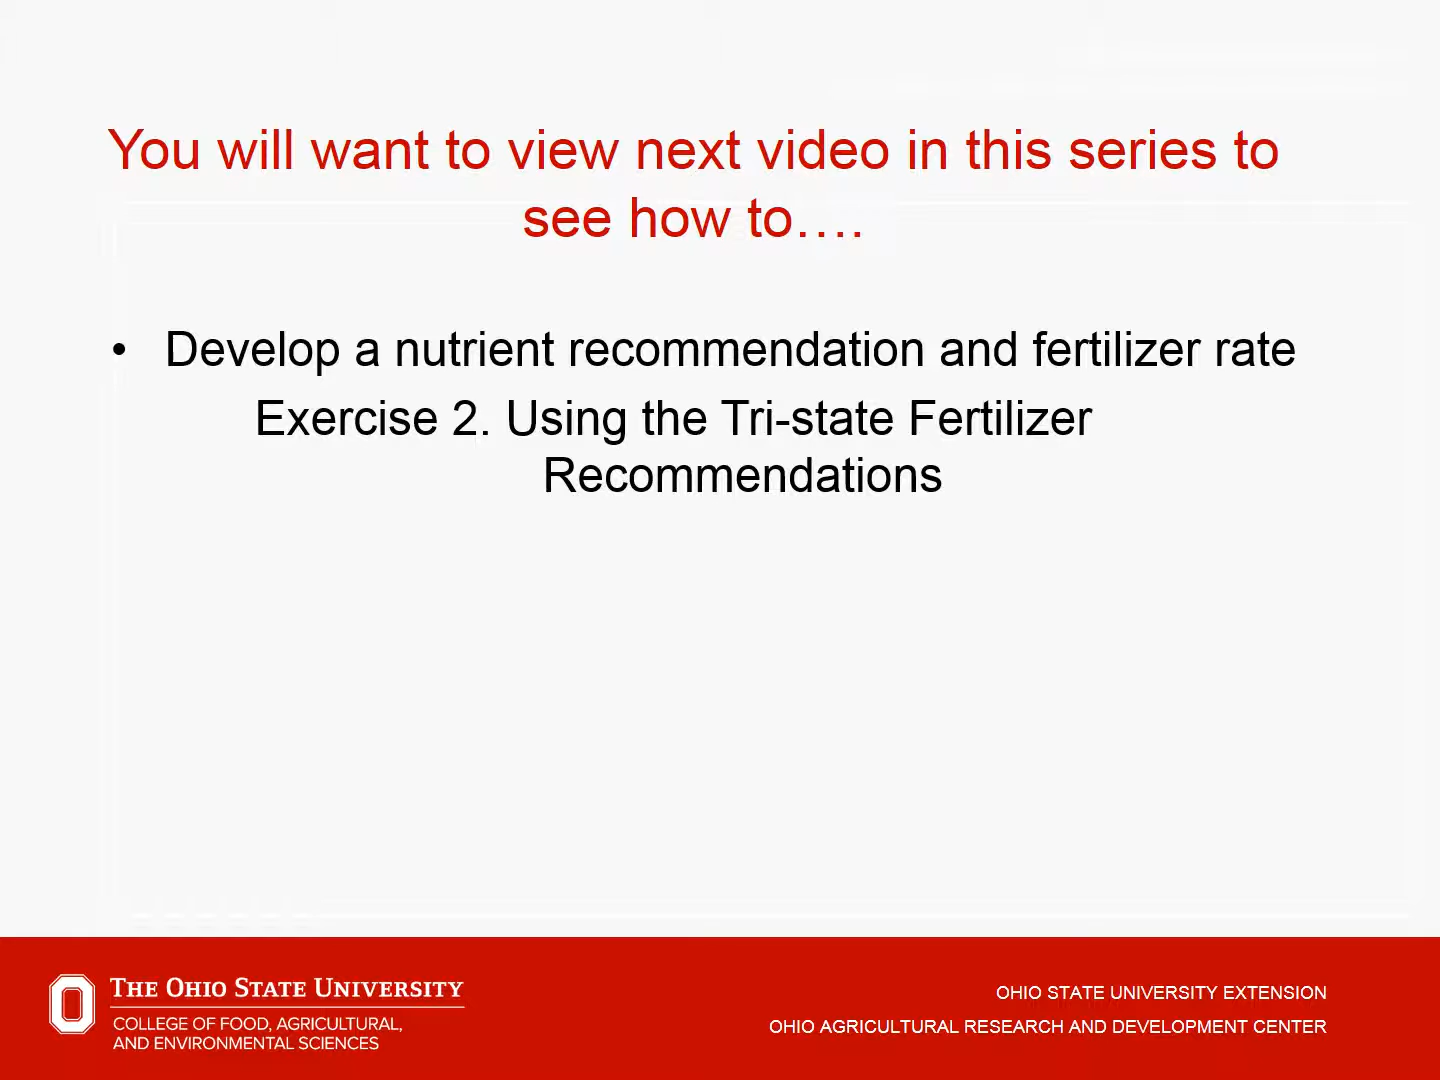 You will want to view next video in this series to
see how to….
• Develop a nutrient recommendation and fertilizer rate
Exercise 2. Using the Tri-state Fertilizer
Recommendations
THE OHIO STATE UNIVERSITY
COLLEGE OF FOOD, AGRICULTURAL,
AND ENVIRONMENTAL SCIENCES
OHIO STATE UNIVERSITY EXTENSION
OHIO AGRICULTURAL RESEARCH AND DEVELOPMENT CENTER